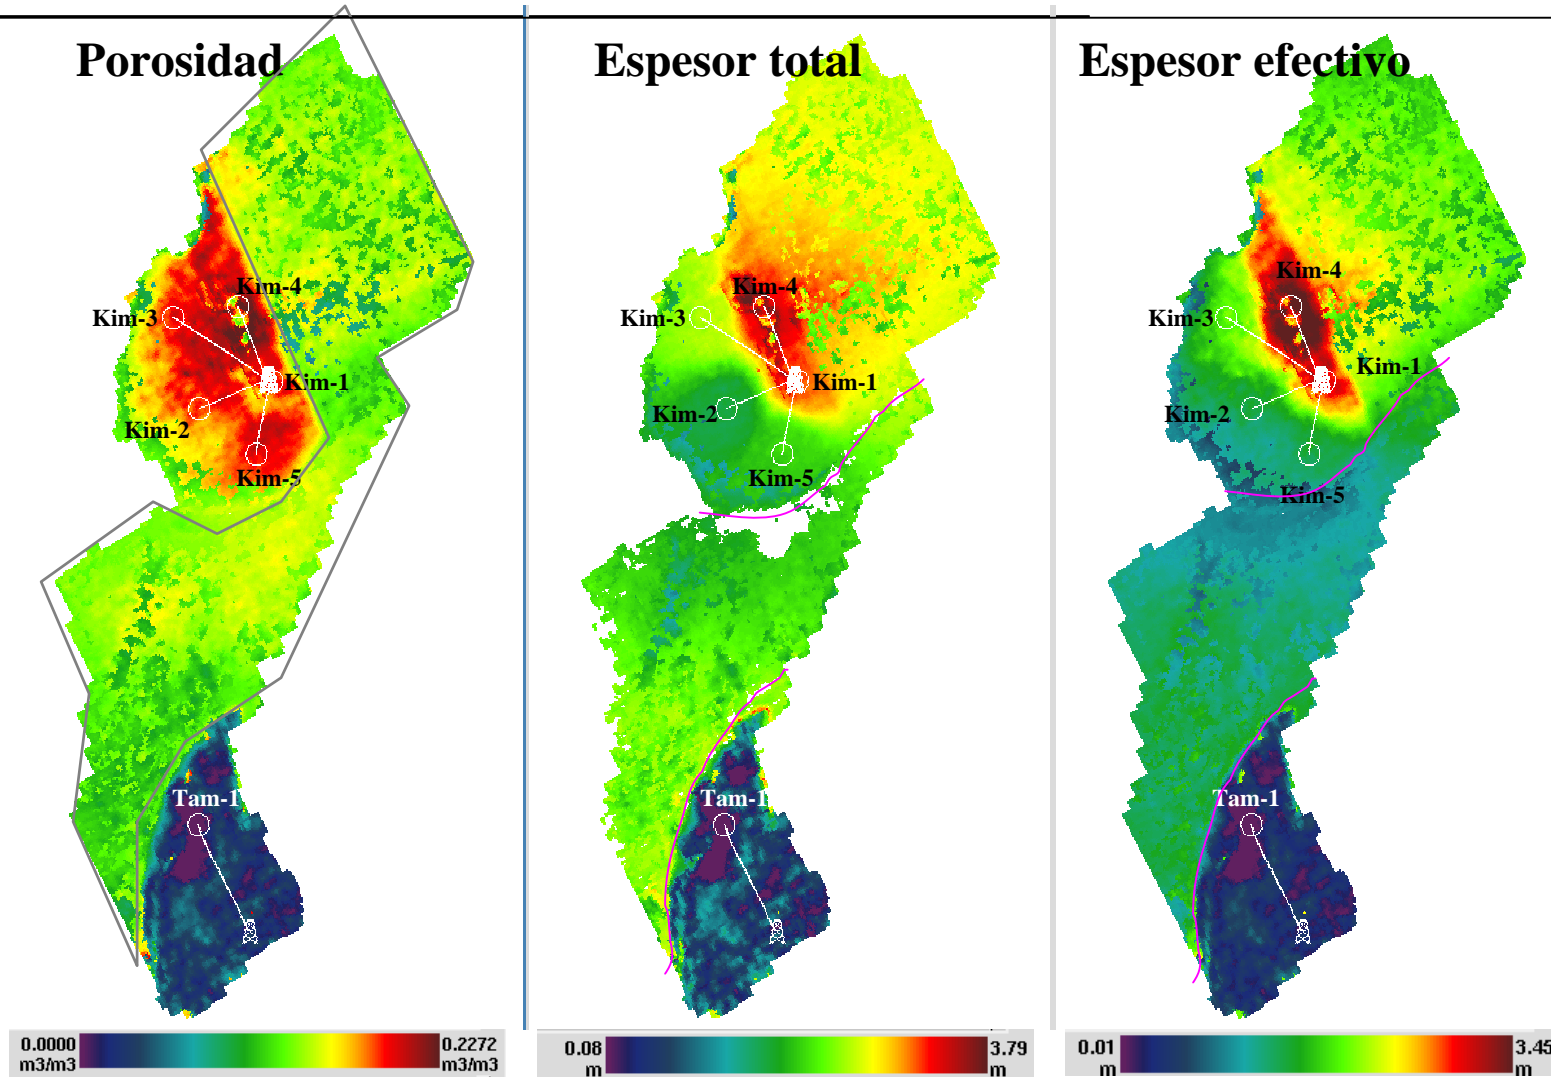 Porosidad
Kim-4
Kim-3
Kim-1
Kim-2
Kim-5
Tam-1
0.0000
m3/m3
0.2272
m3/m3
Espesor total
Kim-4
Kim-3
Kim-1
Kim-2
Kim-5
Tam-1
0.08
m
3.79
m
Espesor efectivo
Kim-4
Kim-3
Kim-1
Kim-2
Kim-5
Tam-1
0.01
m
3.45
m